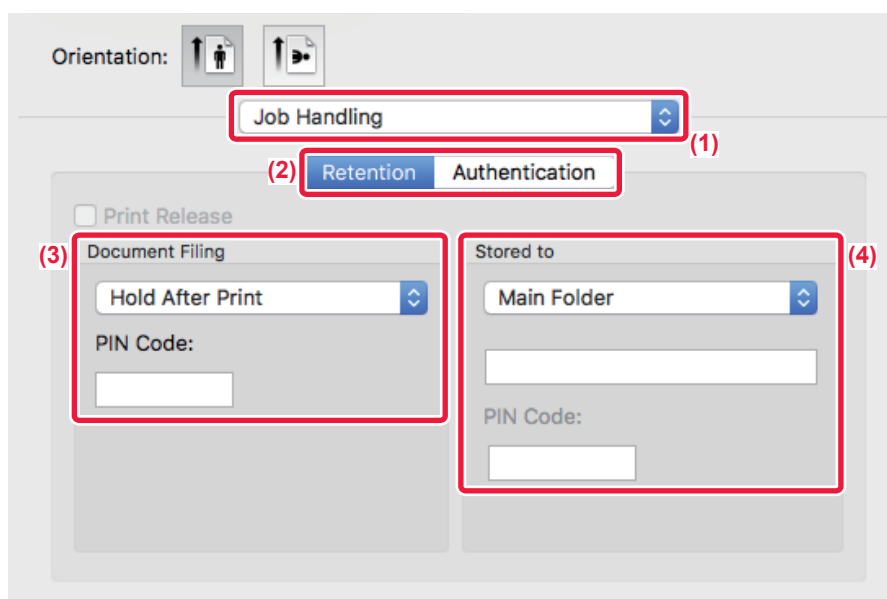 Orientation:
Job Handling
(1)
(2) Retention Authentication
Print Release
(3) Document Filing
Stored to (4)
Hold After Print
Main Folder
PIN Code:
PIN Code: